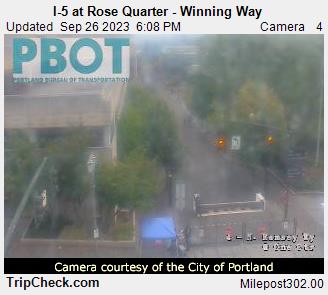 I-5 at Rose Quarter - Winning Way
Updated Sep 26 2023 6:08 PM Camera 4
PBOT
PORTLAND BUREAU OF TRANSPORTATION
Camera courtesy of the City of Portland
TripCheck.com Milepost302.00